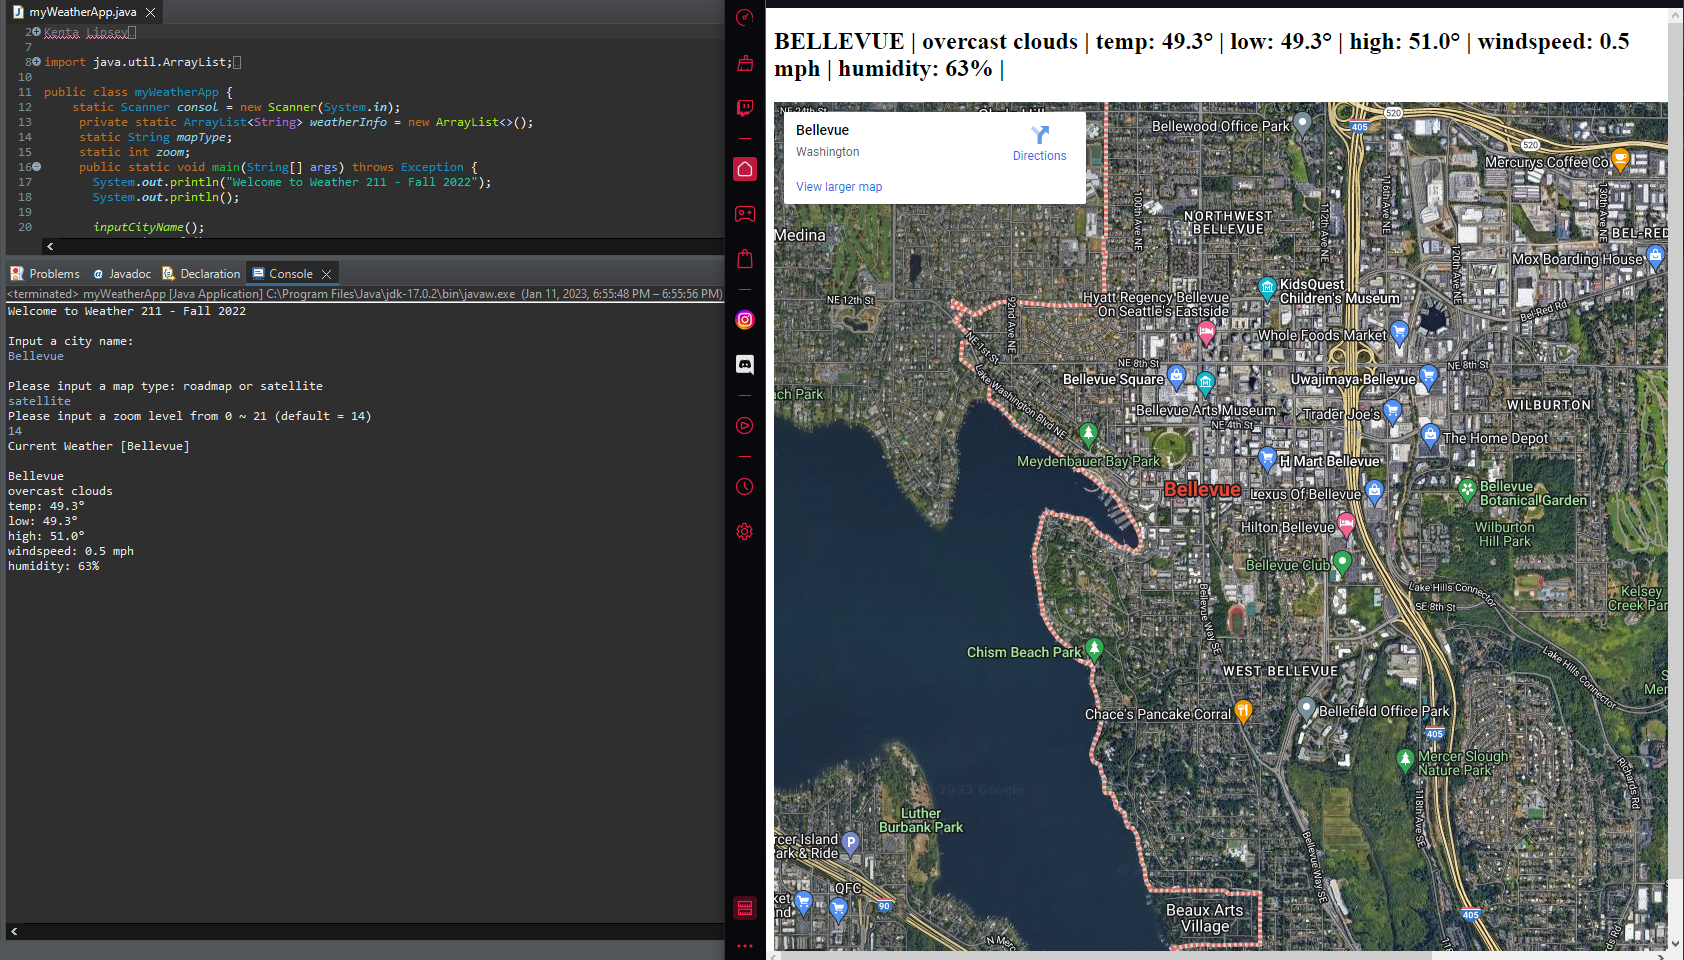 myWeatherApp.java
2 Kenta Lipsey
7
8 import java.util.ArrayList;
10
11 public class myWeatherApp {
12 static Scanner consol = new Scanner(System.in);
13 private static ArrayList<String> weatherInfo = new ArrayList<>();
14 static String mapType;
15 static int zoom;
16 public static void main(String[] args) throws Exception {
17 System.out.println("Welcome to Weather 211 - Fall 2022");
18 System.out.println();
19
20 inputCityName();
Problems Javadoc Declaration Console
<terminated> myWeatherApp [Java Application] C:\Program Files\Java\jdk-17.0.2\bin\javaw.exe (Jan 11, 2023, 6:55:48 PM – 6:55:56 PM)
Welcome to Weather 211 - Fall 2022
Input a city name:
Bellevue
Please input a map type: roadmap or satellite
satellite
Please input a zoom level from 0 ~ 21 (default = 14)
14
Current Weather [Bellevue]
Bellevue
overcast clouds
temp: 49.3°
low: 49.3°
high: 51.0°
windspeed: 0.5 mph
humidity: 63%
BELLEVUE | overcast clouds | temp: 49.3° | low: 49.3° | high: 51.0° | windspeed: 0.5
mph | humidity: 63% |
NE 24th St
Bellevue
Washington
Directions
View larger map
Bellewood Office Park
405
520
520
Mercurys Coffee Co
100th Ave NE
112th Ave NE
116th Ave NE
130th Ave NE
120th Ave NE
NORTHWEST
BELLEVUE
BEL-RED
Medina
Mox Boarding House
KidsQuest
Children's Museum
NE 12th St
92nd Ave NE
Hyatt Regency Bellevue
On Seattle's Eastside
Bel-Red Rd
Whole Foods Market
NE 1st St
NE 8th St
NE 8th St
Lake Washington Blvd NE
Bellevue Square
Uwajimaya Bellevue
ch Park
Bellevue Arts Museum
Trader Joe's
WILBURTON
NE 4th St
The Home Depot
Meydenbauer Bay Park
H Mart Bellevue
Bellevue
Lexus Of Bellevue
Bellevue
Botanical Garden
Hilton Bellevue
Wilburton
Hill Park
Bellevue Club
Lake Hills Connector
SE 8th St
Kelsey
Creek Par
Bellevue Way SE
Chism Beach Park
WEST BELLEVUE
Lake Hills Connector
S
Mer
Chace's Pancake Corral
Bellefield Office Park
405
Mercer Slough
Nature Park
Richards Rd
2023 Google
118th Ave SE
Luther
Burbank Park
rcer Island
ark & Ride
Bellevue Way SE
QFC
ket
nd
90
Beaux Arts
Village
405
N Merc
118
rds Rd